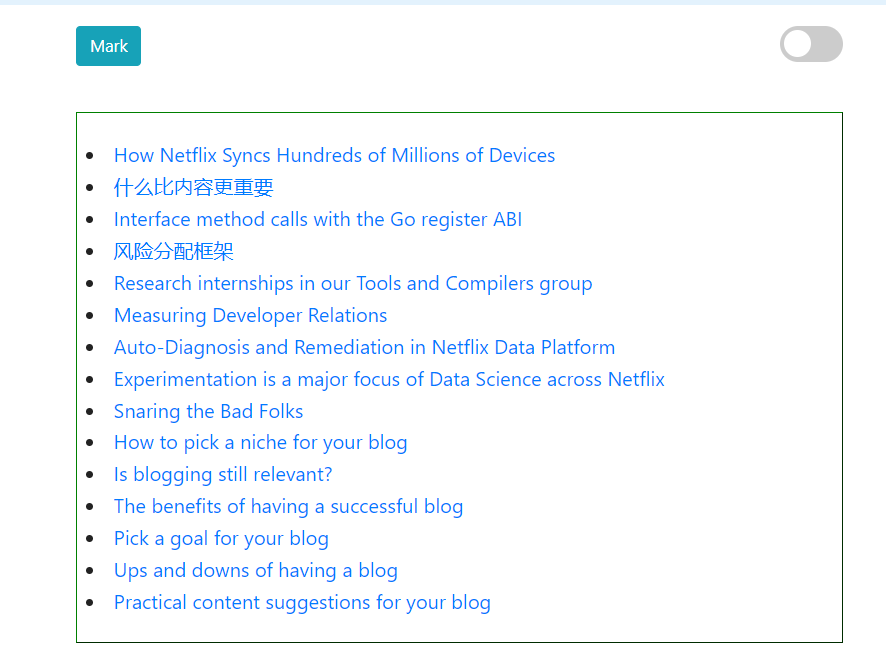 Mark
How Netflix Syncs Hundreds of Millions of Devices
什么比内容更重要
Interface method calls with the Go register ABI
风险分配框架
Research internships in our Tools and Compilers group
Measuring Developer Relations
Auto-Diagnosis and Remediation in Netflix Data Platform
Experimentation is a major focus of Data Science across Netflix
Snaring the Bad Folks
How to pick a niche for your blog
Is blogging still relevant?
The benefits of having a successful blog
Pick a goal for your blog
Ups and downs of having a blog
Practical content suggestions for your blog